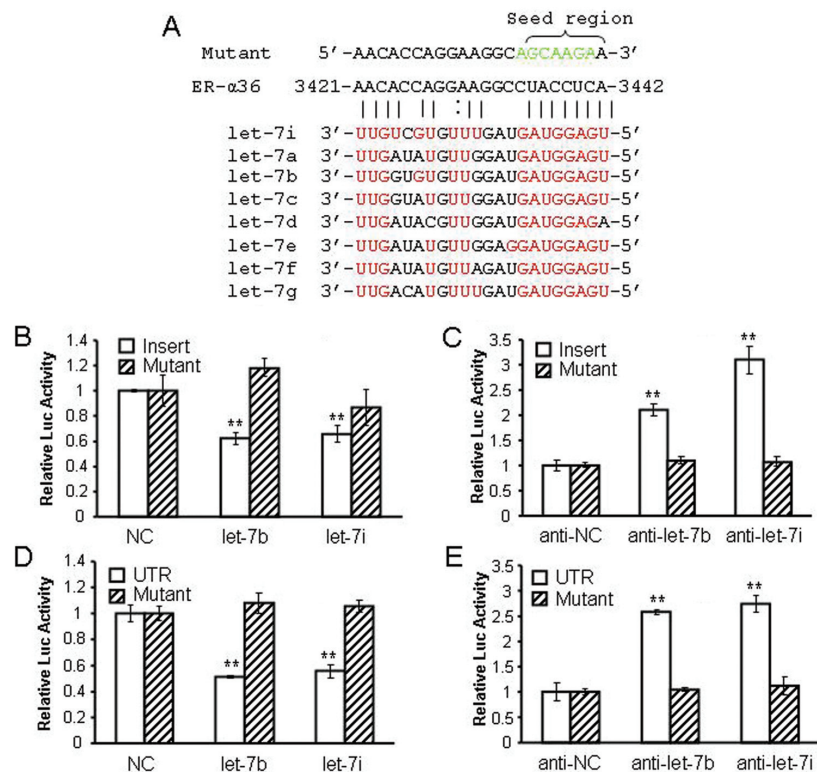 A
Seed region
Mutant 5′-AACACCAGGAAGGCAGCAAGAA-3′
ER-α36 3421-AACACCAGGAAGGCCUACCUCA-3442
let-7i 3′-UUGUCGUGUUUGAUGAUGGAGU-5′
let-7a 3′-UUGAUAUGUUGGAUGAUGGAGU-5′
let-7b 3′-UUGGUGUGUUGGAUGAUGGAGU-5′
let-7c 3′-UUGGUAUGUUGGAUGAUGGAGU-5′
let-7d 3′-UUGAUACGUUGGAUGAUGGAGA-5′
let-7e 3′-UUGAUAUGUUGGAGGAUGGAGU-5′
let-7f 3′-UUGAUAUGUUAGAUGAUGGAGU-5
let-7g 3′-UUGACAUGUUUGAUGAUGGAGU-5′
B
Relative Luc Activity
1.4
1.2
1
0.8
0.6
0.4
0.2
0
Insert
Mutant
**
**
NC let-7b let-7i
C
Relative Luc Activity
3.5
3
2.5
2
1.5
1
0.5
0
Insert
Mutant
**
**
anti-NC anti-let-7b anti-let-7i
D
Relative Luc Activity
1.4
1.2
1
0.8
0.6
0.4
0.2
0
UTR
Mutant
**
**
NC let-7b let-7i
E
Relative Luc Activity
3.5
3
2.5
2
1.5
1
0.5
0
UTR
Mutant
**
**
anti-NC anti-let-7b anti-let-7i